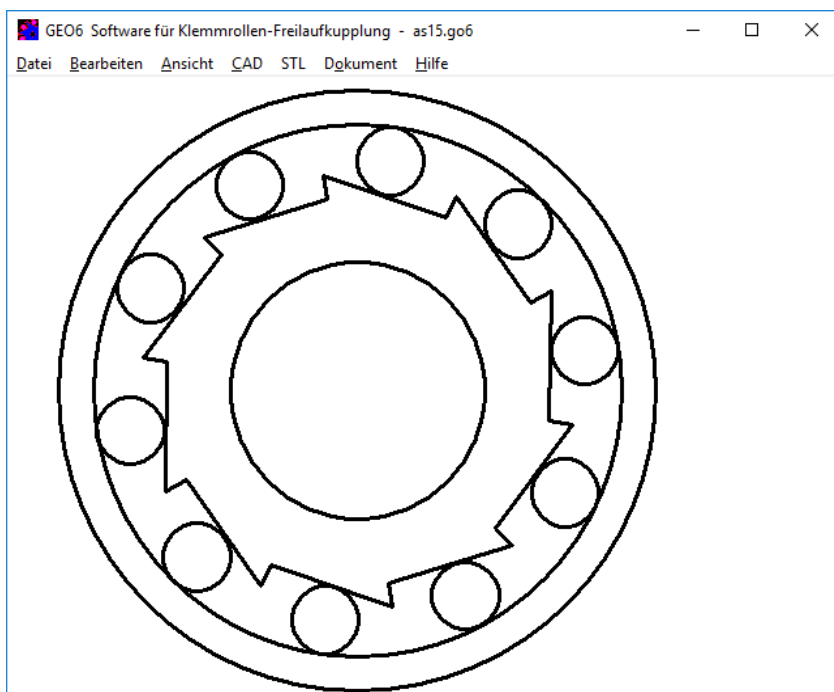 GEO6 Software für Klemmrollen-Freilaufkupplung - as15.go6
Datei Bearbeiten Ansicht CAD STL Dokument Hilfe